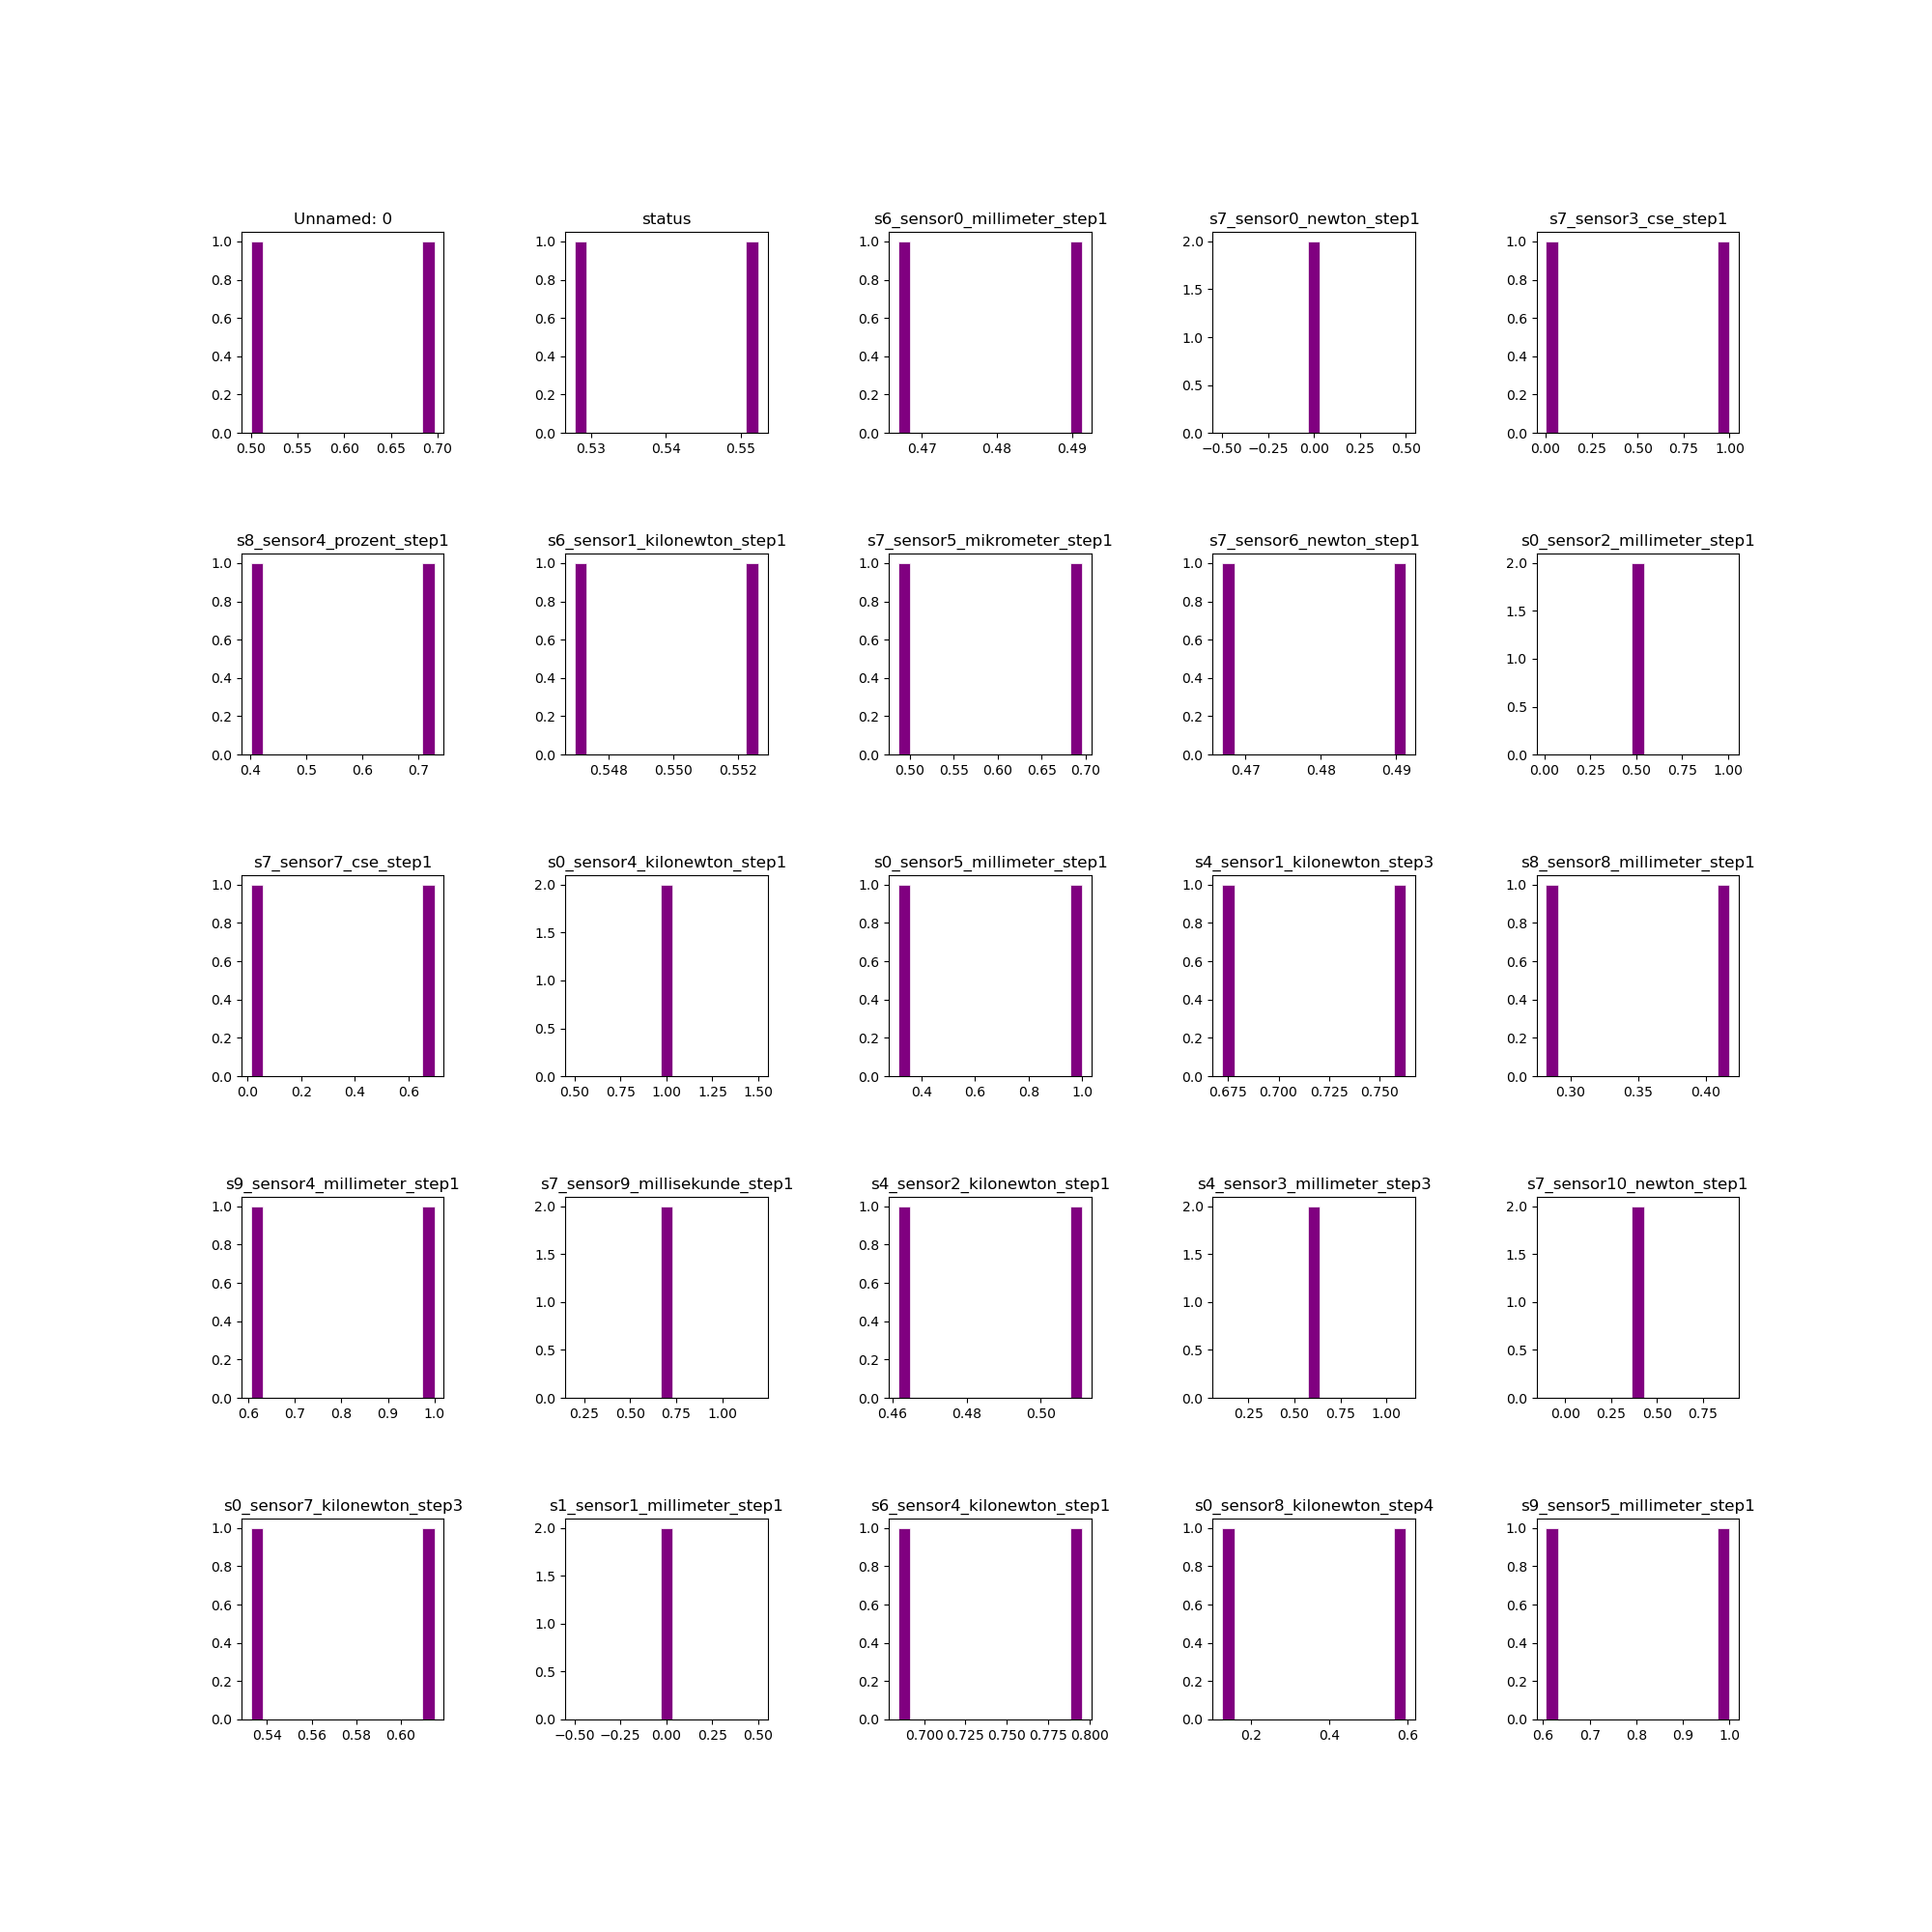 Unnamed: 0 status s6_sensor0_millimeter_step1 s7_sensor0_newton_step1 s7_sensor3_cse_step1
1.0 1.0 1.0 2.0 1.0
0.8 0.8 0.8 1.5 0.8
0.6 0.6 0.6 1.0 0.6
0.4 0.4 0.4 0.5 0.4
0.2 0.2 0.2 0.2
0.0 0.0 0.0 0.0 0.0
0.50 0.55 0.60 0.65 0.70 0.53 0.54 0.55 0.47 0.48 0.49 −0.50 −0.25 0.00 0.25 0.50 0.00 0.25 0.50 0.75 1.00
s8_sensor4_prozent_step1 s6_sensor1_kilonewton_step1 s7_sensor5_mikrometer_step1 s7_sensor6_newton_step1 s0_sensor2_millimeter_step1
1.0 1.0 1.0 1.0 2.0
0.8 0.8 0.8 0.8 1.5
0.6 0.6 0.6 0.6 1.0
0.4 0.4 0.4 0.4 0.5
0.2 0.2 0.2 0.2
0.0 0.0 0.0 0.0 0.0
0.4 0.5 0.6 0.7 0.548 0.550 0.552 0.50 0.55 0.60 0.65 0.70 0.47 0.48 0.49 0.00 0.25 0.50 0.75 1.00
s7_sensor7_cse_step1 s0_sensor4_kilonewton_step1 s0_sensor5_millimeter_step1 s4_sensor1_kilonewton_step3 s8_sensor8_millimeter_step1
1.0 2.0 1.0 1.0 1.0
0.8 1.5 0.8 0.8 0.8
0.6 1.0 0.6 0.6 0.6
0.4 0.5 0.4 0.4 0.4
0.2 0.2 0.2 0.2
0.0 0.0 0.0 0.0 0.0
0.0 0.2 0.4 0.6 0.50 0.75 1.00 1.25 1.50 0.4 0.6 0.8 1.0 0.675 0.700 0.725 0.750 0.30 0.35 0.40
s9_sensor4_millimeter_step1 s7_sensor9_millisekunde_step1 s4_sensor2_kilonewton_step1 s4_sensor3_millimeter_step3 s7_sensor10_newton_step1
1.0 2.0 1.0 2.0 2.0
0.8 1.5 0.8 1.5 1.5
0.6 1.0 0.6 1.0 1.0
0.4 0.5 0.4 0.5 0.5
0.2 0.2
0.0 0.0 0.0 0.0 0.0
0.6 0.7 0.8 0.9 1.0 0.25 0.50 0.75 1.00 0.46 0.48 0.50 0.25 0.50 0.75 1.00 0.00 0.25 0.50 0.75
s0_sensor7_kilonewton_step3 s1_sensor1_millimeter_step1 s6_sensor4_kilonewton_step1 s0_sensor8_kilonewton_step4 s9_sensor5_millimeter_step1
1.0 2.0 1.0 1.0 1.0
0.8 1.5 0.8 0.8 0.8
0.6 1.0 0.6 0.6 0.6
0.4 0.5 0.4 0.4 0.4
0.2 0.2 0.2 0.2
0.0 0.0 0.0 0.0 0.0
0.54 0.56 0.58 0.60 −0.50 −0.25 0.00 0.25 0.50 0.700 0.725 0.750 0.775 0.800 0.2 0.4 0.6 0.6 0.7 0.8 0.9 1.0